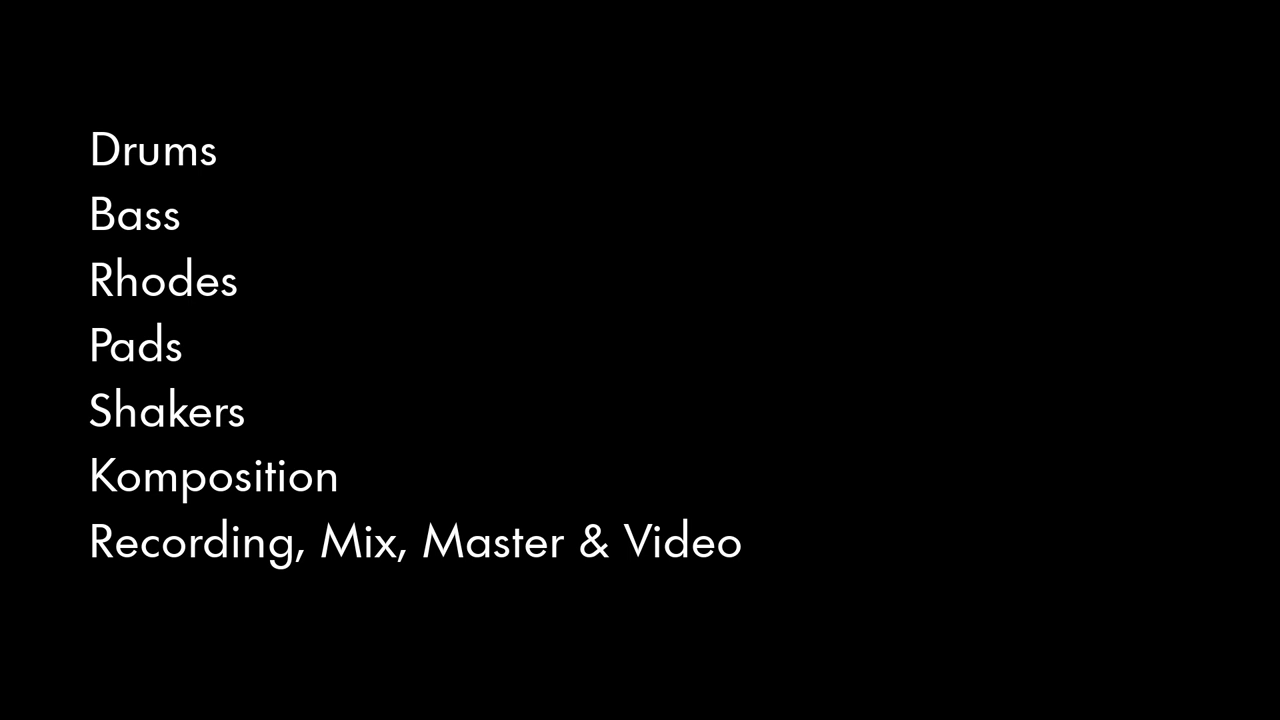 Drums
Bass
Rhodes
Pads
Shakers
Komposition
Recording, Mix, Master & Video